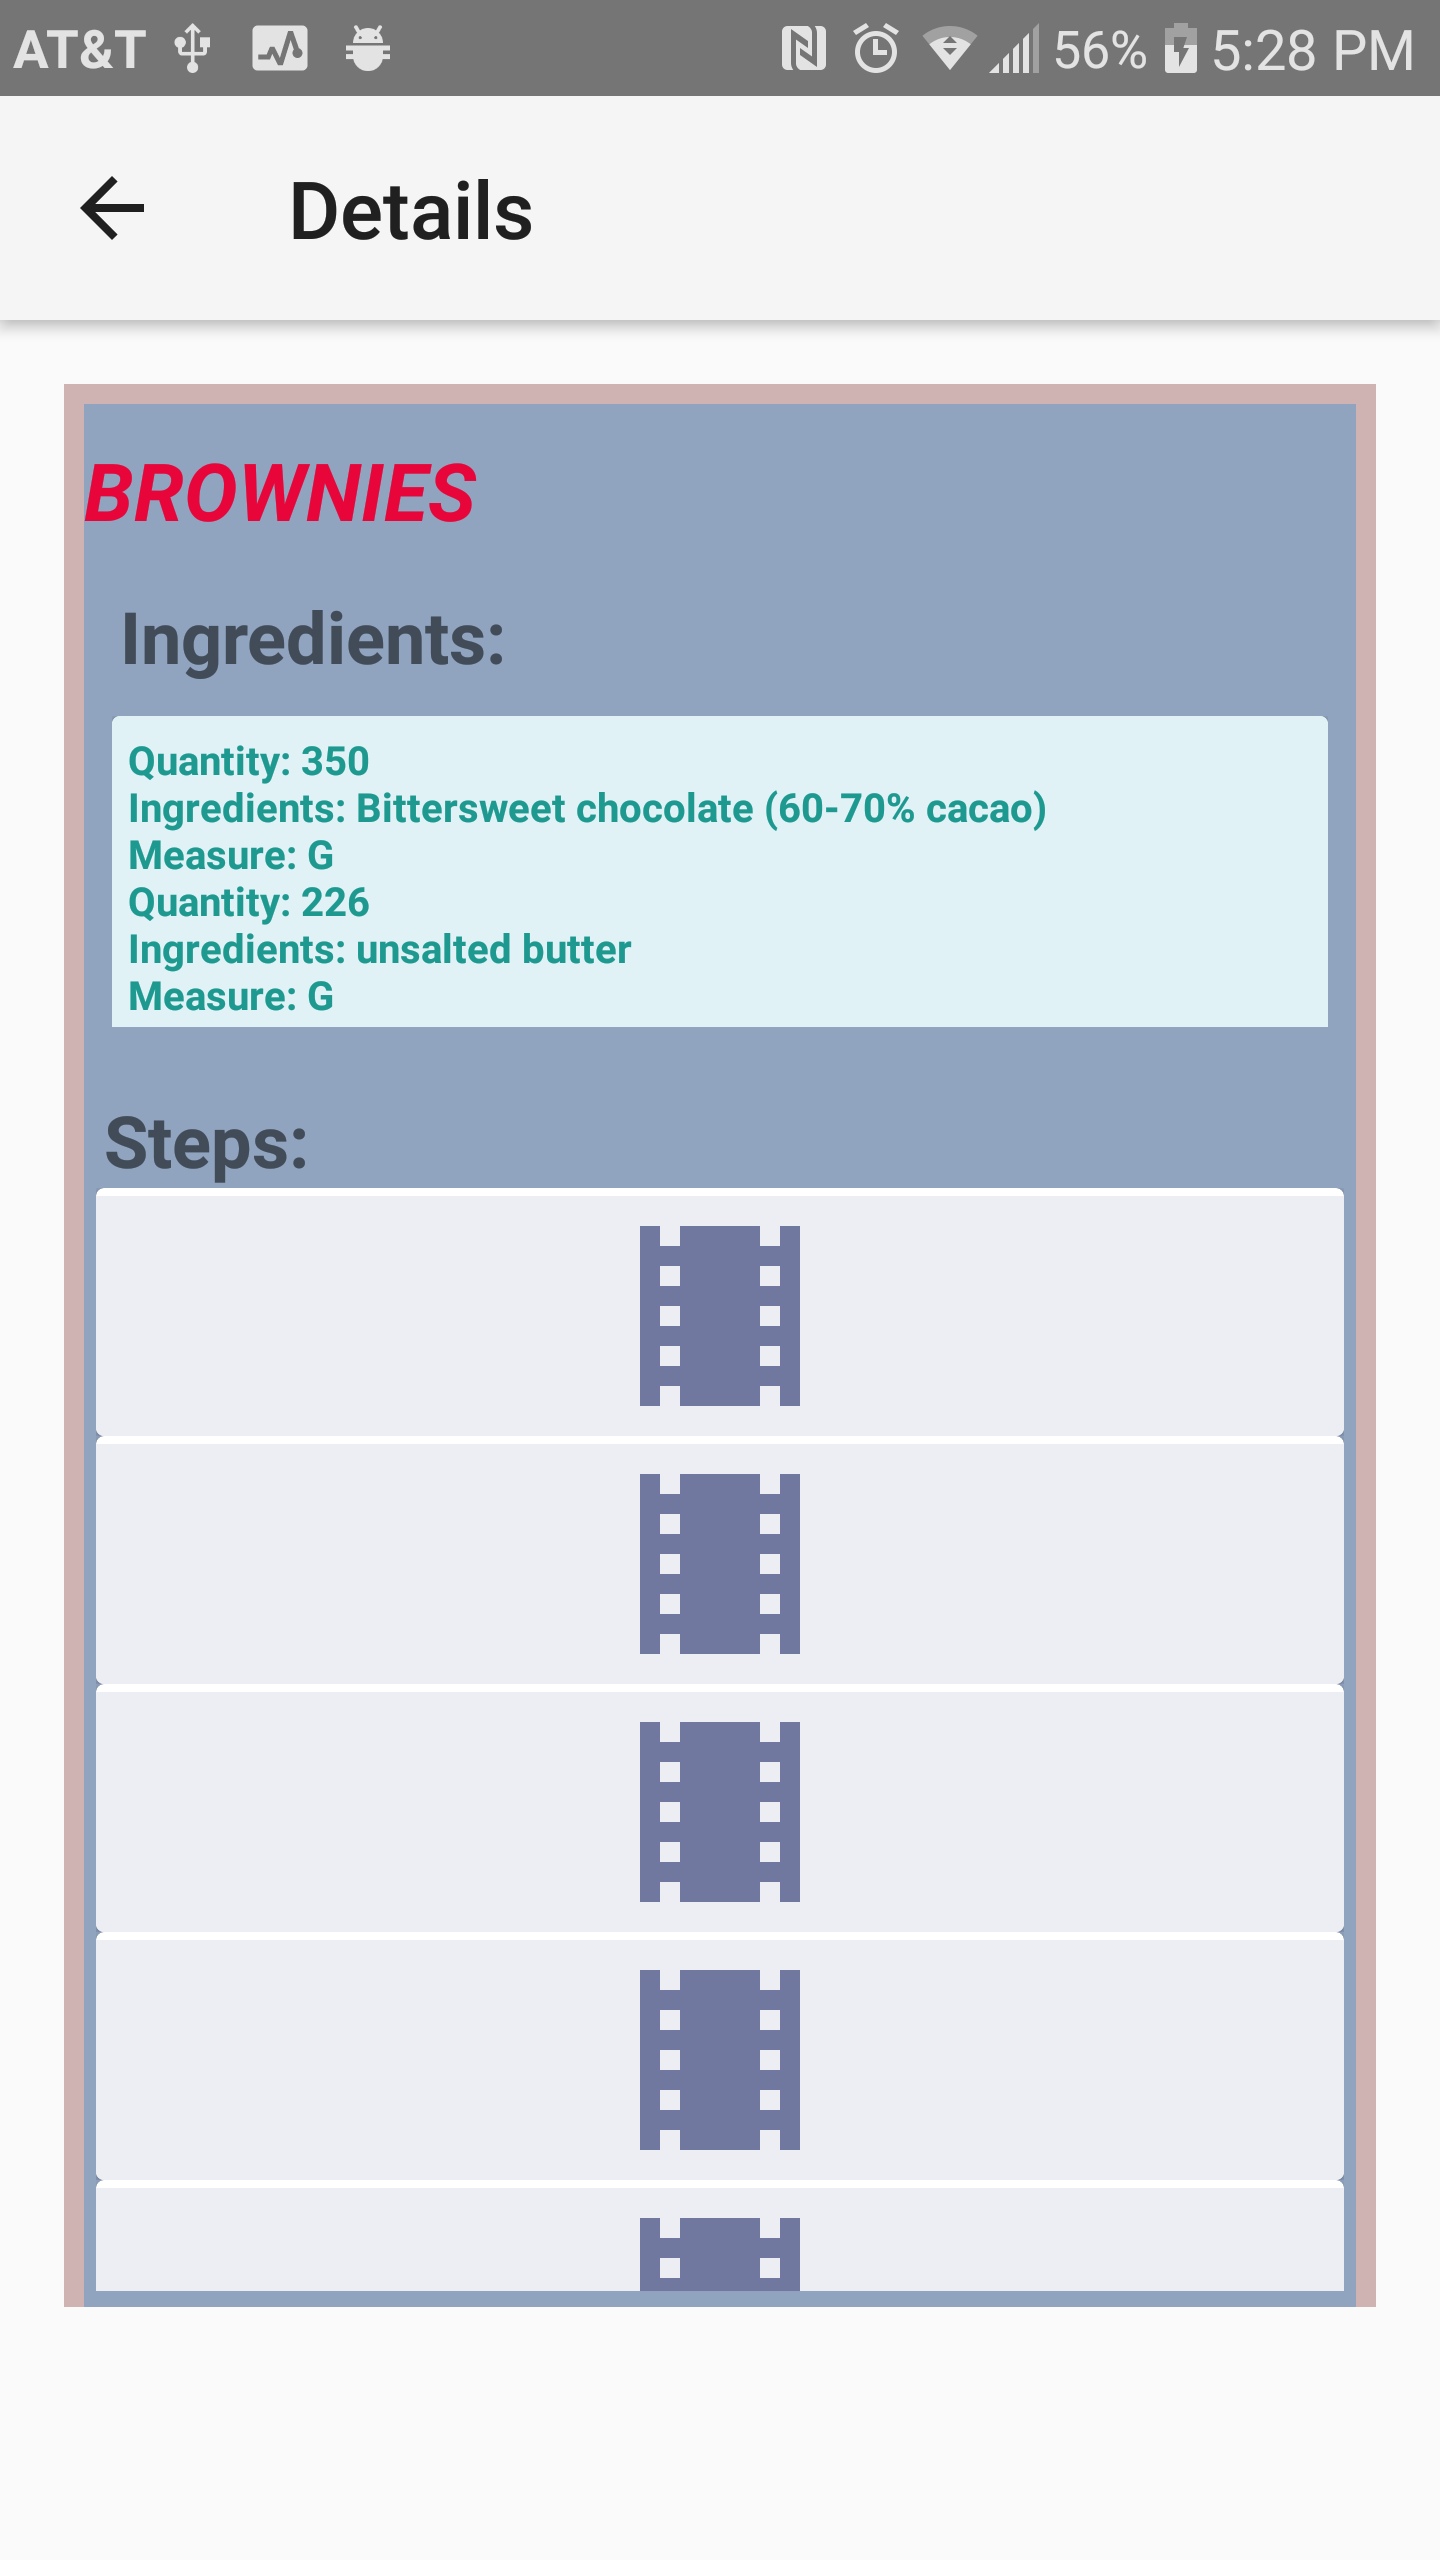 AT&T 56% 5:28 PM
Details
BROWNIES
Ingredients:
Quantity: 350
Ingredients: Bittersweet chocolate (60-70% cacao)
Measure: G
Quantity: 226
Ingredients: unsalted butter
Measure: G
Steps: